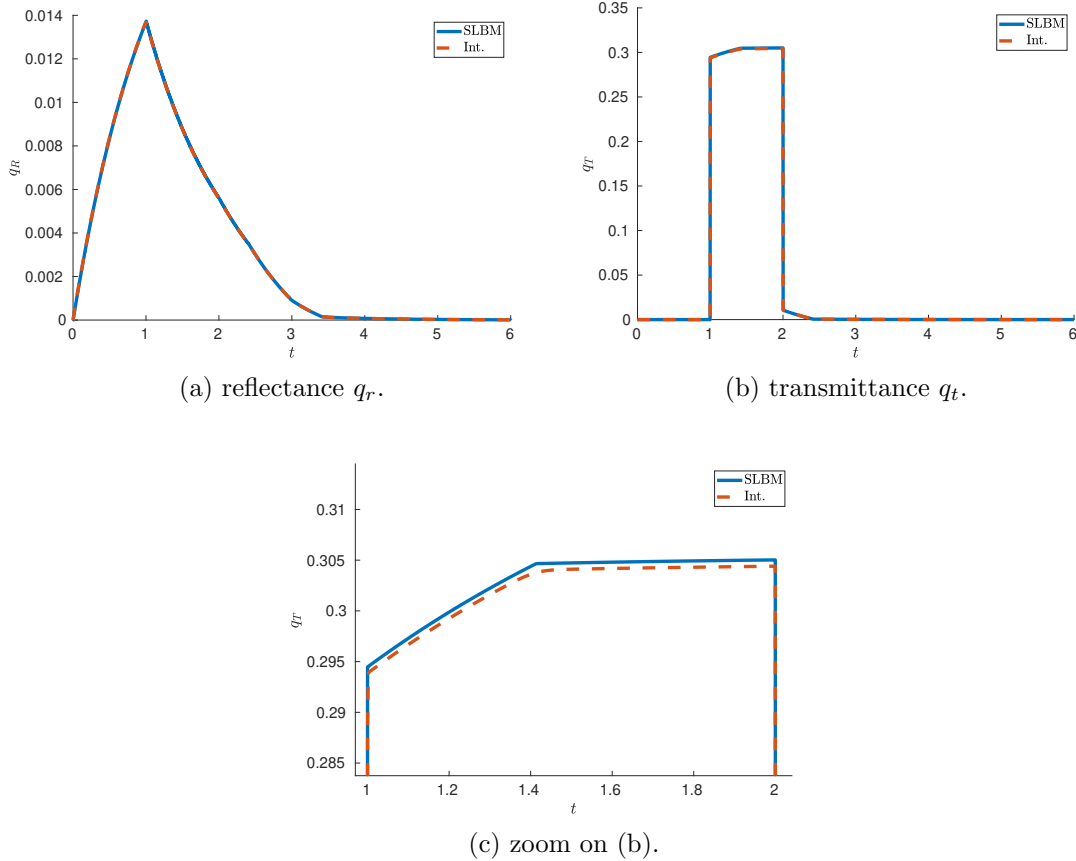 0.014
0.012
0.01
0.008
0.006
0.004
0.002
0
q_R
0 1 2 3 4 5 6
t
SLBM
Int.
(a) reflectance q_r.
0.35
0.3
0.25
0.2
0.15
0.1
0.05
0
q_T
0 1 2 3 4 5 6
t
SLBM
Int.
(b) transmittance q_t.
0.31
0.305
0.3
0.295
0.29
0.285
q_T
1 1.2 1.4 1.6 1.8 2
t
SLBM
Int.
(c) zoom on (b).